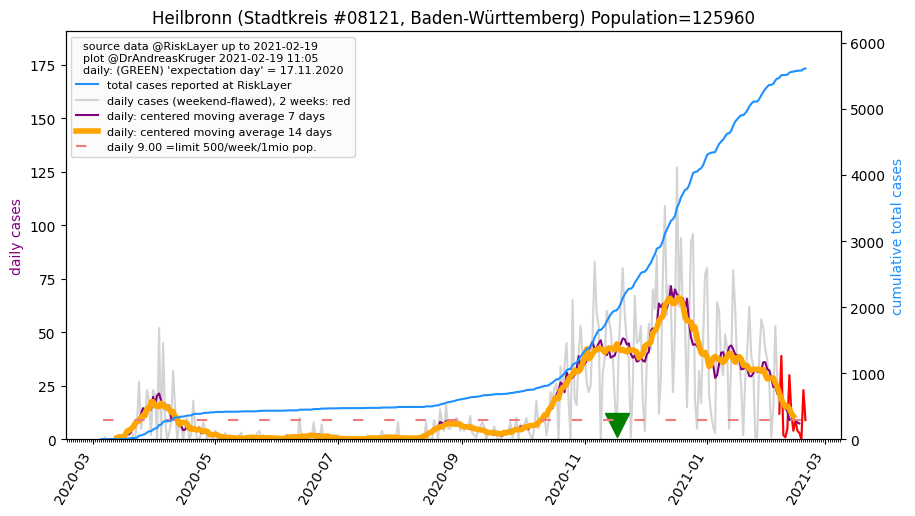 Heilbronn (Stadtkreis #08121, Baden-Württemberg) Population=125960
source data @RiskLayer up to 2021-02-19
plot @DrAndreasKruger 2021-02-19 11:05
daily: (GREEN) 'expectation day' = 17.11.2020
total cases reported at RiskLayer
daily cases (weekend-flawed), 2 weeks: red
daily: centered moving average 7 days
daily: centered moving average 14 days
daily 9.00 =limit 500/week/1mio pop.
daily cases
175
150
125
100
75
50
25
0
6000
5000
4000
3000
2000
1000
0
cumulative total cases
2020-03
2020-05
2020-07
2020-09
2020-11
2021-01
2021-03